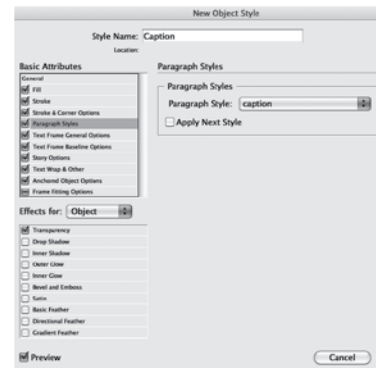 New Object Style
Style Name: Caption
Location:
Basic Attributes
General
Fill
Stroke
Stroke & Corner Options
Paragraph Styles
Text Frame General Options
Text Frame Baseline Options
Story Options
Text Wrap & Other
Anchored Object Options
Frame Fitting Options
Effects for: Object
Transparency
Drop Shadow
Inner Shadow
Outer Glow
Inner Glow
Bevel and Emboss
Satin
Basic Feather
Directional Feather
Gradient Feather
Preview
Paragraph Styles
Paragraph Styles
Paragraph Style: caption
Apply Next Style
Cancel